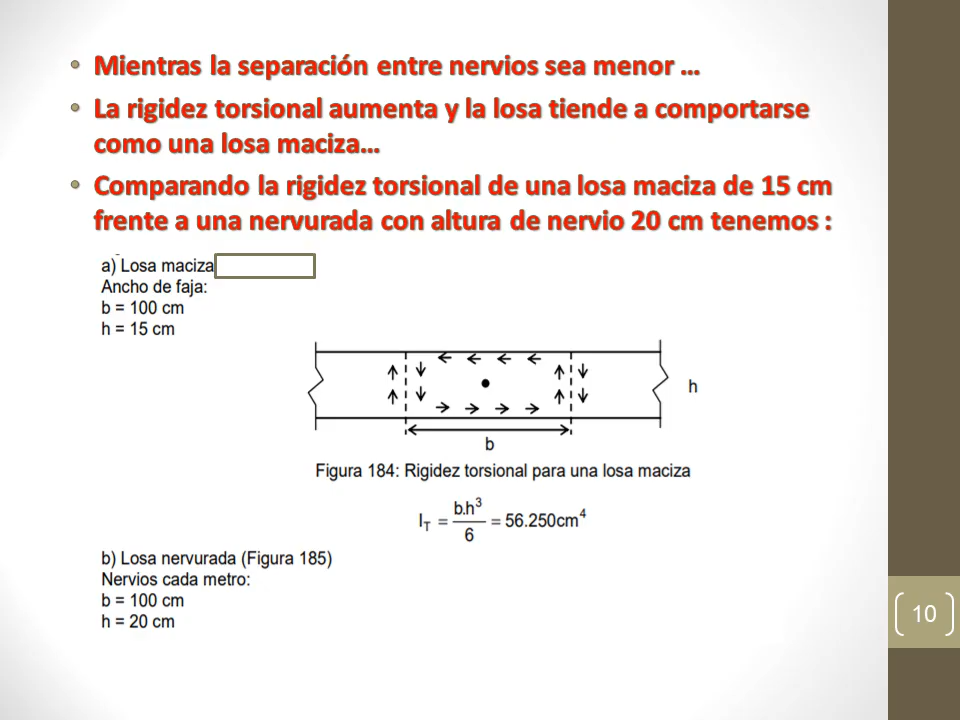 • Mientras la separación entre nervios sea menor …
• La rigidez torsional aumenta y la losa tiende a comportarse
como una losa maciza…
• Comparando la rigidez torsional de una losa maciza de 15 cm
frente a una nervurada con altura de nervio 20 cm tenemos :
a) Losa maciza
Ancho de faja:
b = 100 cm
h = 15 cm
h
b
Figura 184: Rigidez torsional para una losa maciza
I_T = b.h³/6 = 56.250cm⁴
b) Losa nervurada (Figura 185)
Nervios cada metro:
b = 100 cm
h = 20 cm
10